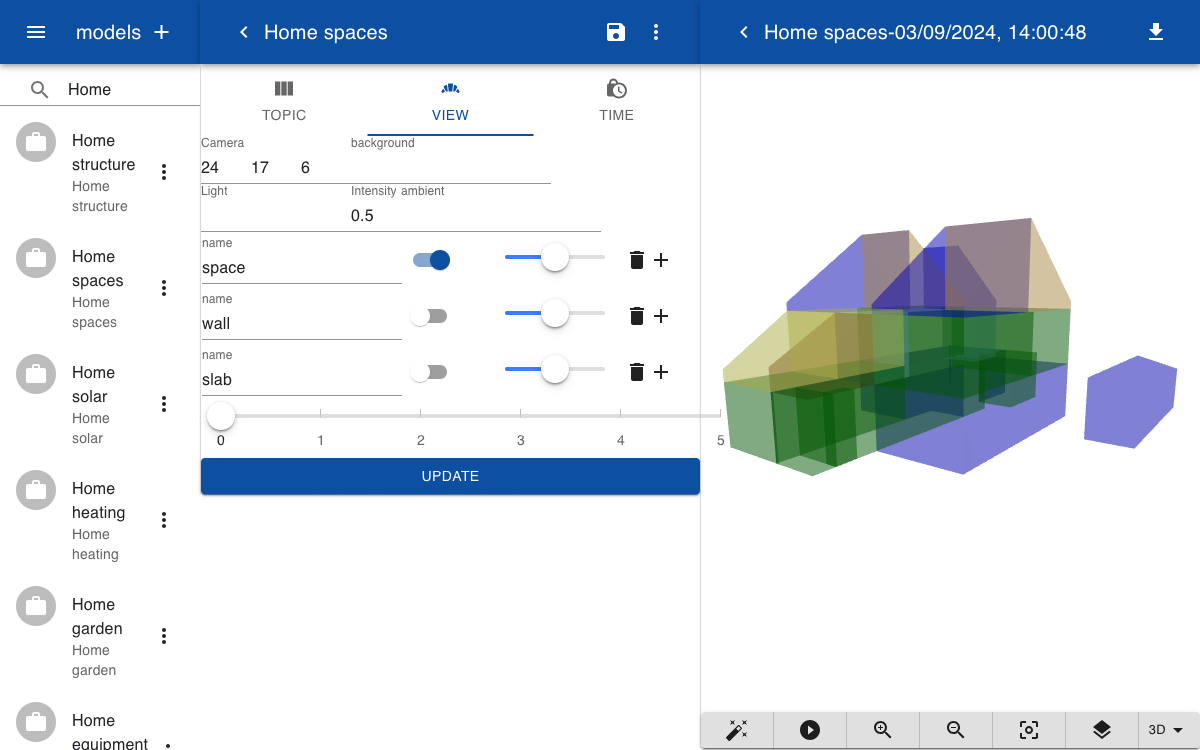 models
Home spaces
Home spaces-03/09/2024, 14:00:48
Home
Home
structure
Home
structure
Home
spaces
Home
spaces
Home
solar
Home
solar
Home
heating
Home
heating
Home
garden
Home
garden
Home
equipment
TOPIC
VIEW
TIME
Camera
background
24 17 6
Light
Intensity ambient
0.5
name
space
name
wall
name
slab
0 1 2 3 4 5
UPDATE
3D